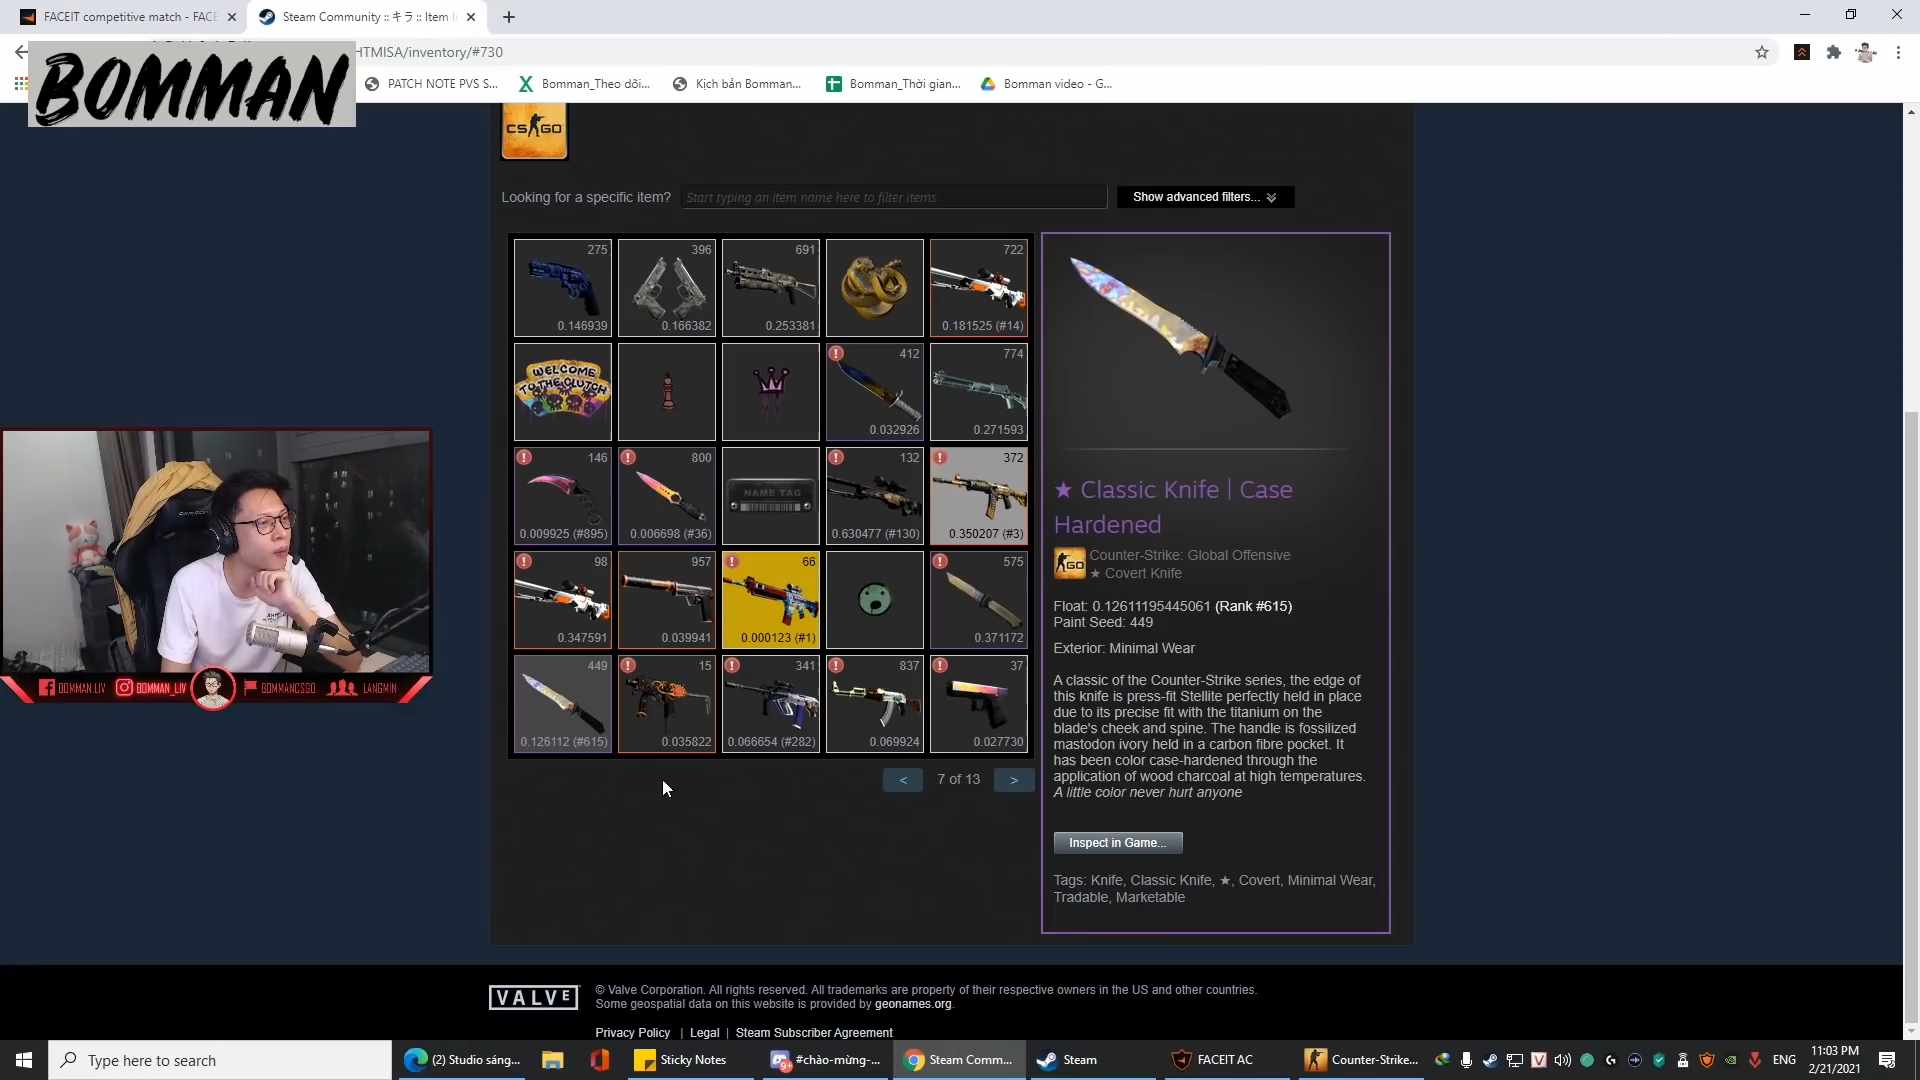 FACEIT competitive match - FACE
Steam Community :: キラ :: Item I
HTMISA/inventory/#730
BOMMAN
PATCH NOTE PVS S...
Bomman_Theo dõi...
Kịch bản Bomman...
Bomman_Thời gian...
Bomman video - G...
CS GO
Looking for a specific item?
Start typing an item name here to filter items
Show advanced filters...
275
396
691
722
0.146939
0.166382
0.253381
0.181525 (#14)
WELCOME
TO THE CLUTCH
412
774
0.032926
0.271593
146
800
NAME TAG
132
372
0.009925 (#895)
0.006698 (#36)
0.630477 (#130)
0.350207 (#3)
98
957
66
575
0.347591
0.039941
0.000123 (#1)
0.371172
449
15
341
837
37
0.126112 (#615)
0.035822
0.066654 (#282)
0.069924
0.027730
<
7 of 13
>
★ Classic Knife | Case
Hardened
GO
Counter-Strike: Global Offensive
★ Covert Knife
Float: 0.12611195445061 (Rank #615)
Paint Seed: 449
Exterior: Minimal Wear
A classic of the Counter-Strike series, the edge of
this knife is press-fit Stellite perfectly held in place
due to its precise fit with the titanium on the
blade's cheek and spine. The handle is fossilized
mastodon ivory held in a carbon fibre pocket. It
has been color case-hardened through the
application of wood charcoal at high temperatures.
A little color never hurt anyone
Inspect in Game...
Tags: Knife, Classic Knife, ★, Covert, Minimal Wear,
Tradable, Marketable
BOMMAN.LIV
BOMMAN_LIV
BOMMANCSGO
LANGMIN
VALVE
© Valve Corporation. All rights reserved. All trademarks are property of their respective owners in the US and other countries.
Some geospatial data on this website is provided by geonames.org.
Privacy Policy | Legal | Steam Subscriber Agreement
Type here to search
(2) Studio sáng...
Sticky Notes
#chào-mừng-...
Steam Comm...
Steam
FACEIT AC
Counter-Strike...
ENG
11:03 PM
2/21/2021